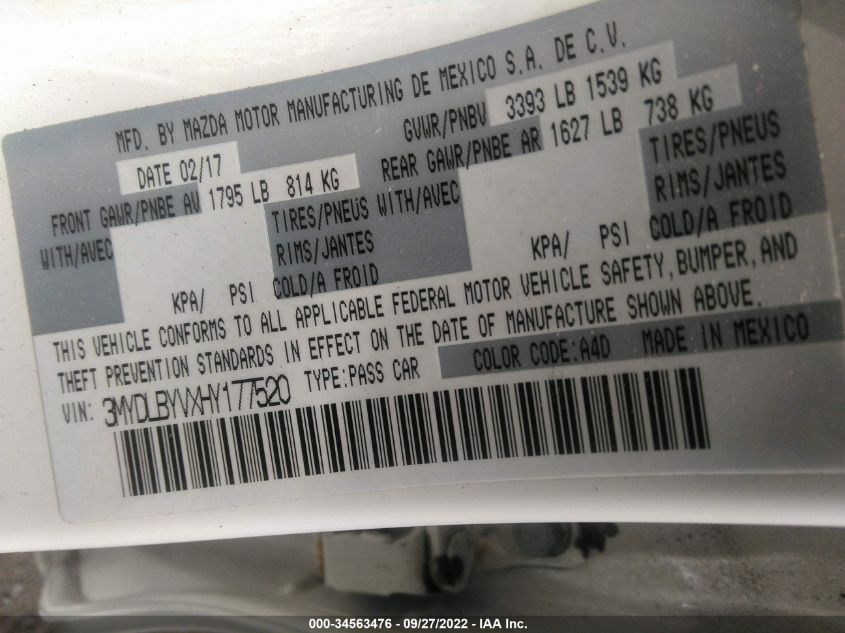 MFD. BY MAZDA MOTOR MANUFACTURING DE MEXICO S.A. DE C.V.
DATE 02/17
GVWR/PNBV 3393 LB 1539 KG
FRONT GAWR/PNBE AV 1795 LB 814 KG
REAR GAWR/PNBE AR 1627 LB 738 KG
WITH/AVEC
TIRES/PNEUS
RIMS/JANTES
KPA/ PSI COLD/A FROID
WITH/AVEC
TIRES/PNEUS
RIMS/JANTES
KPA/ PSI COLD/A FROID
THIS VEHICLE CONFORMS TO ALL APPLICABLE FEDERAL MOTOR VEHICLE SAFETY, BUMPER, AND
THEFT PREVENTION STANDARDS IN EFFECT ON THE DATE OF MANUFACTURE SHOWN ABOVE.
VIN: 3MYDLBYVXHY177520 TYPE:PASS CAR COLOR CODE:A4D MADE IN MEXICO
000-34563476 - 09/27/2022 - IAA Inc.